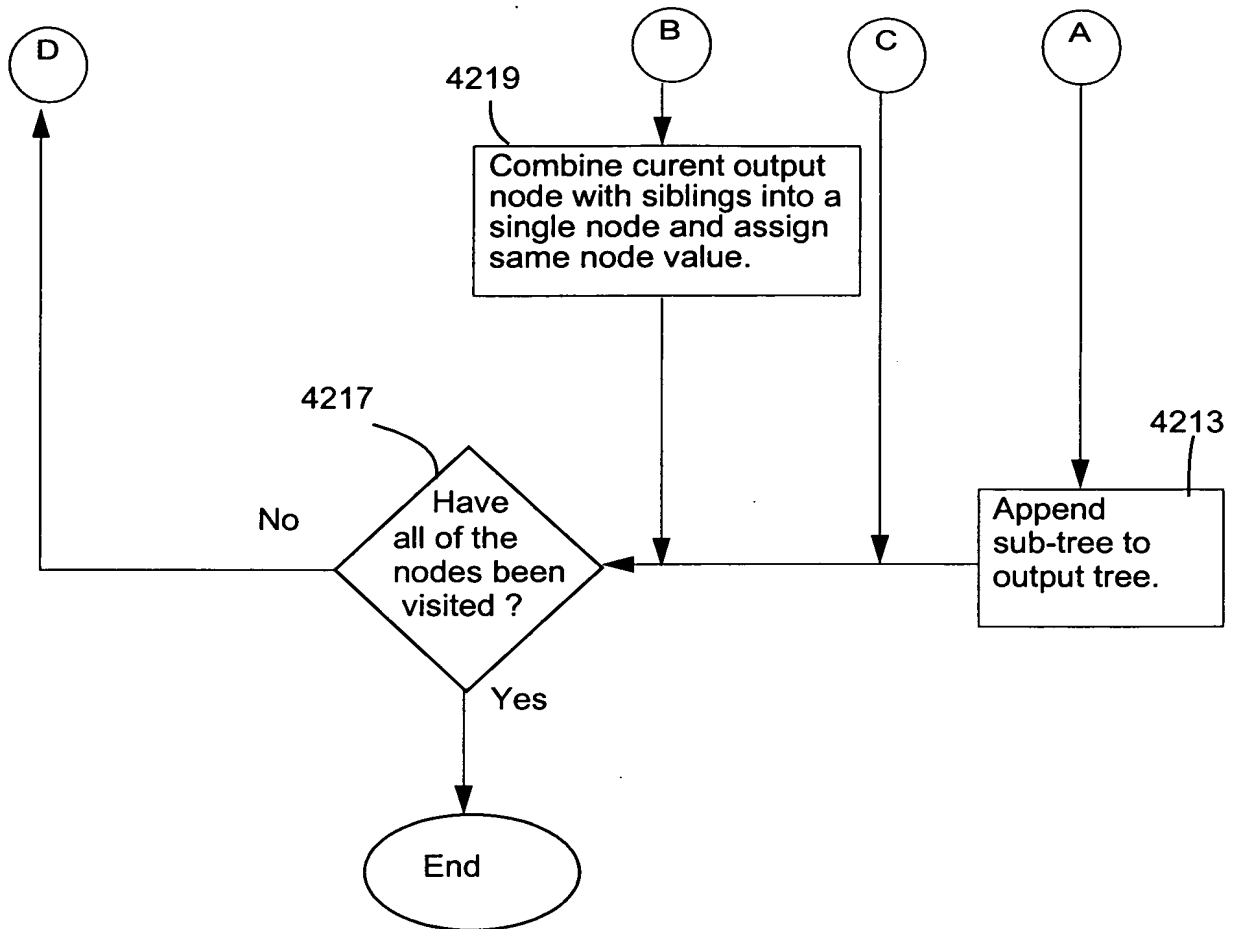 D
B
C
A
4219
Combine curent output
node with siblings into a
single node and assign
same node value.
4217
4213
Have
all of the
nodes been
visited ?
No
Append
sub-tree to
output tree.
Yes
End